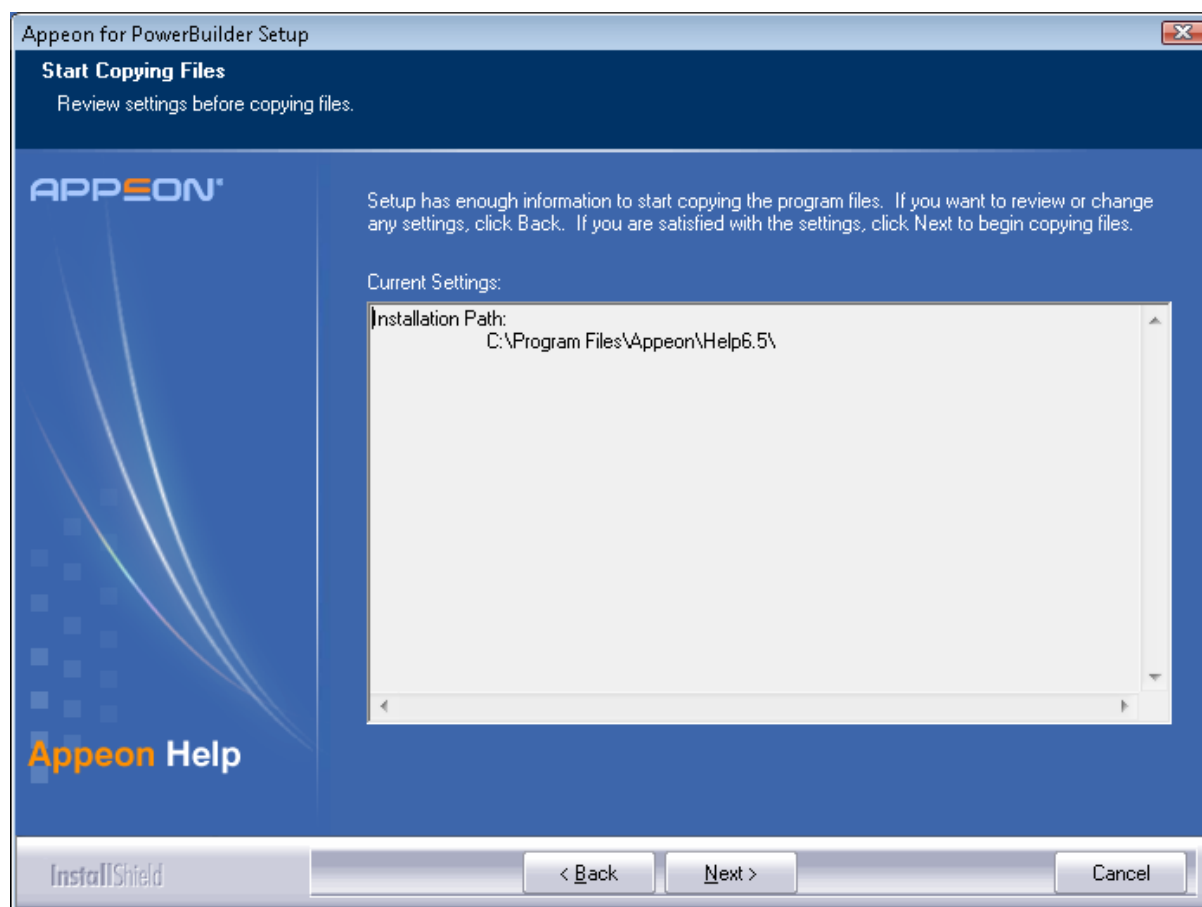 Appeon for PowerBuilder Setup
Start Copying Files
Review settings before copying files.
APPEON®
Setup has enough information to start copying the program files.  If you want to review or change
any settings, click Back.  If you are satisfied with the settings, click Next to begin copying files.
Current Settings:
Installation Path:
C:\Program Files\Appeon\Help6.5\
Appeon Help
InstallShield
< Back
Next >
Cancel